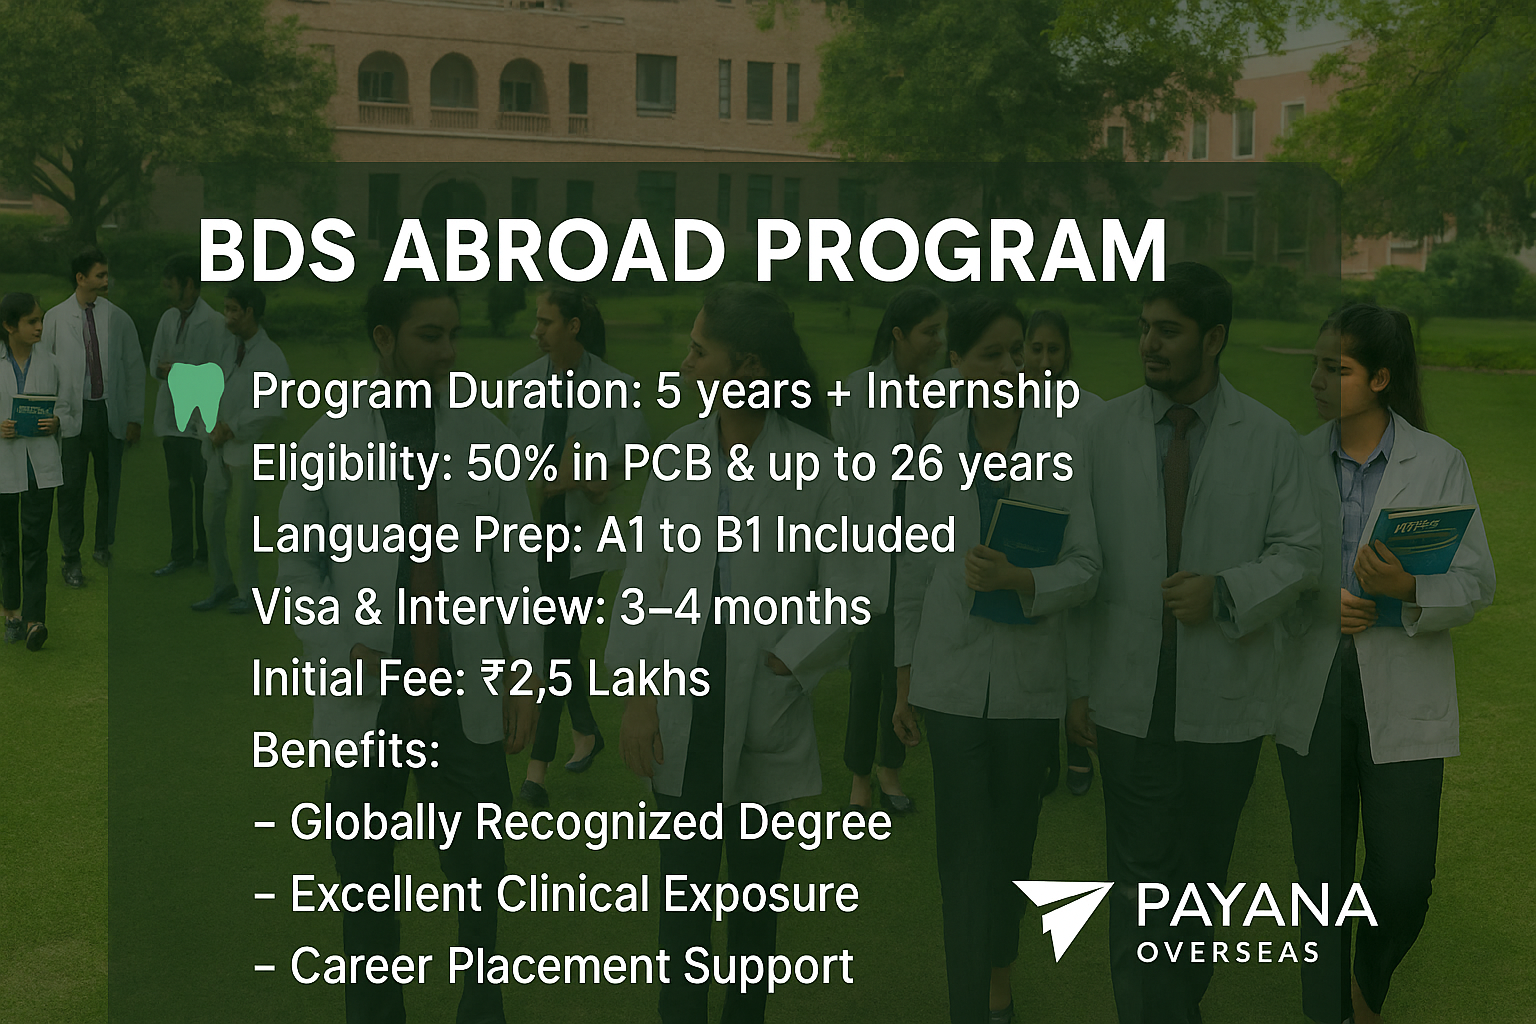 BDS ABROAD PROGRAM
Program Duration: 5 years + Internship
Eligibility: 50% in PCB & up to 26 years
Language Prep: A1 to B1 Included
Visa & Interview: 3–4 months
Initial Fee: ₹2,5 Lakhs
Benefits:
– Globally Recognized Degree
– Excellent Clinical Exposure
– Career Placement Support
PAYANA
OVERSEAS